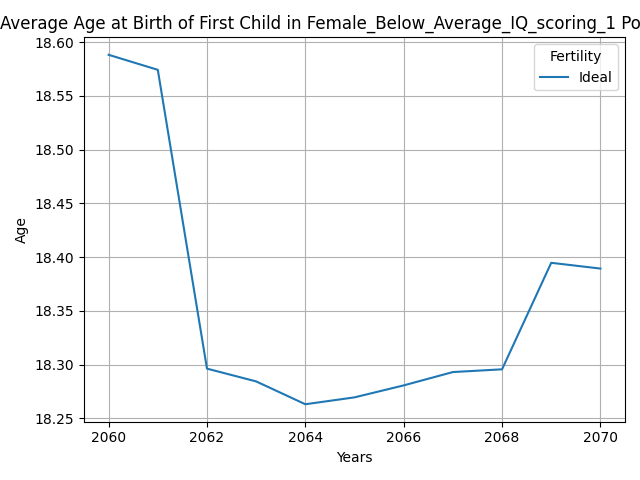 Average Age at Birth of First Child in Female_Below_Average_IQ_scoring_1 Po
18.60
18.55
18.50
18.45
18.40
18.35
18.30
18.25
Age
Fertility
Ideal
2060 2062 2064 2066 2068 2070
Years